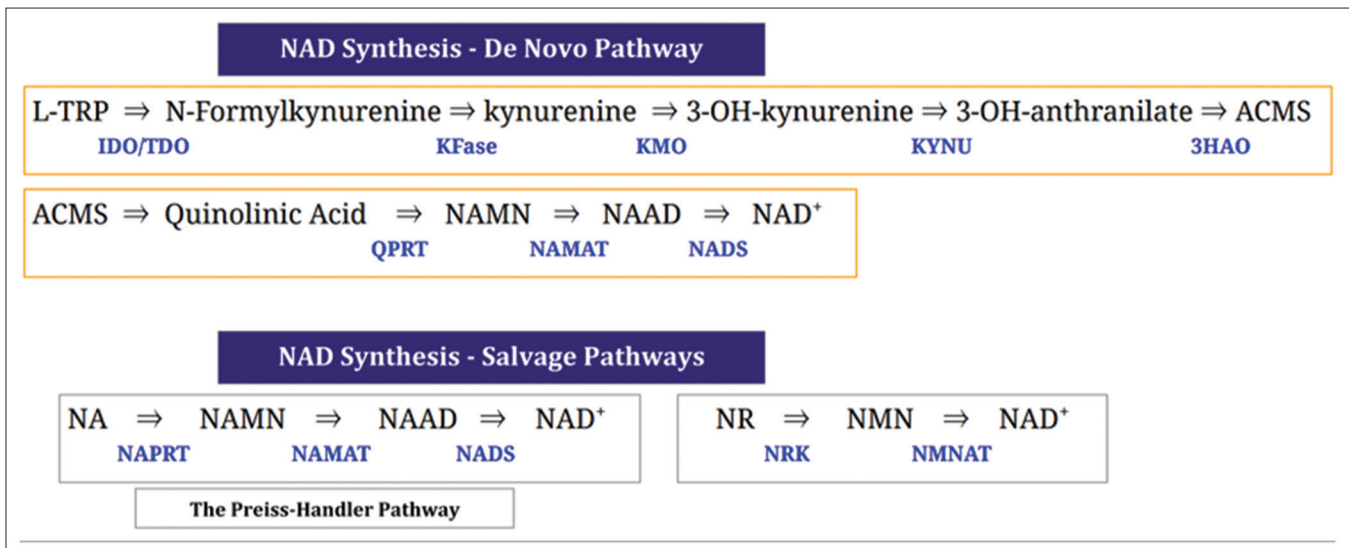 NAD Synthesis - De Novo Pathway
L-TRP ⇒ N-Formylkynurenine ⇒ kynurenine ⇒ 3-OH-kynurenine ⇒ 3-OH-anthranilate ⇒ ACMS
IDO/TDO KFase KMO KYNU 3HAO
ACMS ⇒ Quinolinic Acid ⇒ NAMN ⇒ NAAD ⇒ NAD⁺
QPRT NAMAT NADS
NAD Synthesis - Salvage Pathways
NA ⇒ NAMN ⇒ NAAD ⇒ NAD⁺
NAPRT NAMAT NADS
The Preiss-Handler Pathway
NR ⇒ NMN ⇒ NAD⁺
NRK NMNAT